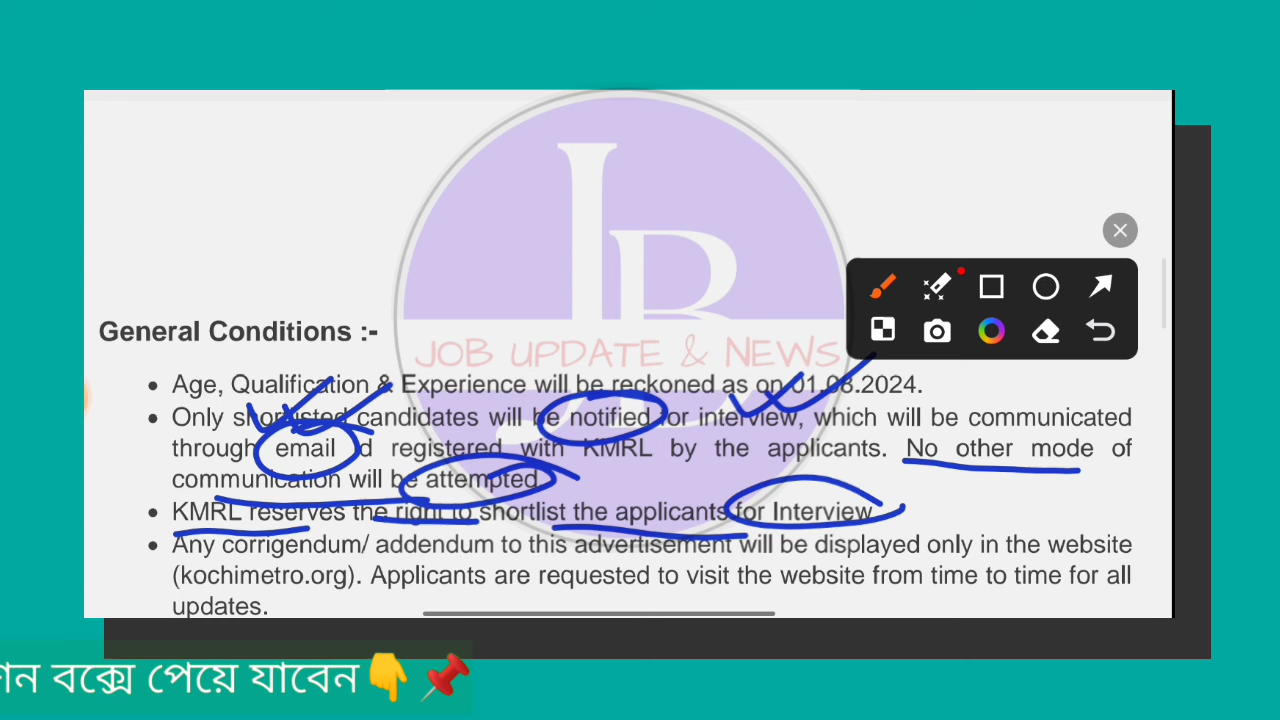 JB
JOB UPDATE & NEWS
General Conditions :-
• Age, Qualification & Experience will be reckoned as on 01.08.2024.
• Only shortlisted candidates will be notified for interview, which will be communicated
through email d registered with KMRL by the applicants. No other mode of
communication will be attempted.
• KMRL reserves the right to shortlist the applicants for Interview.
• Any corrigendum/ addendum to this advertisement will be displayed only in the website
(kochimetro.org). Applicants are requested to visit the website from time to time for all
updates.
বক্সে পেয়ে যাবেন👇📌